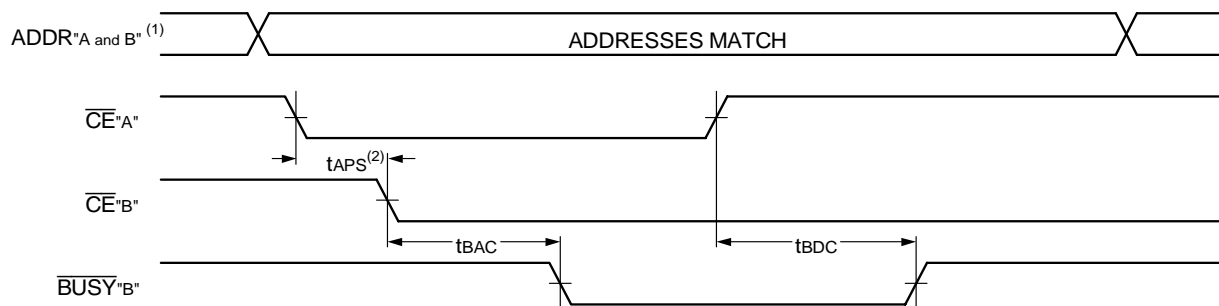 ADDR"A and B" (1)
ADDRESSES MATCH
CE"A"
tAPS(2)
CE"B"
tBAC
tBDC
BUSY"B"